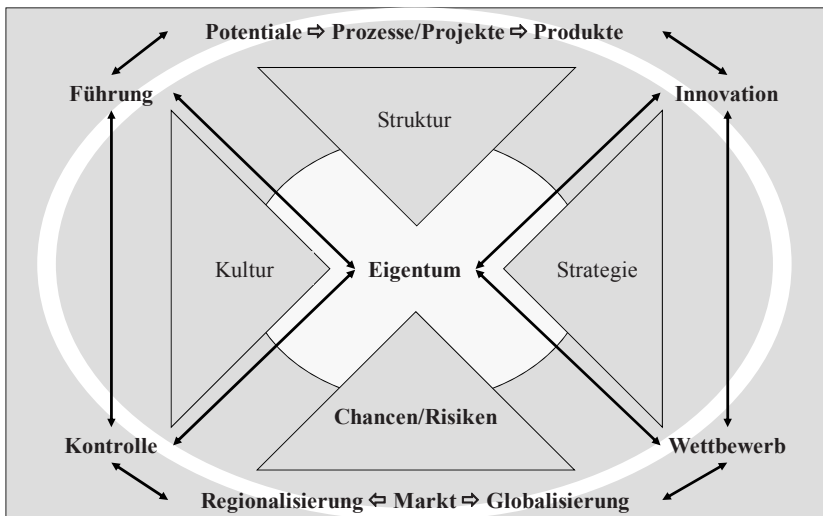 Potentiale ⇨ Prozesse/Projekte ⇨ Produkte
Führung
Innovation
Struktur
Kultur
Eigentum
Strategie
Chancen/Risiken
Kontrolle
Wettbewerb
Regionalisierung ⇦ Markt ⇨ Globalisierung